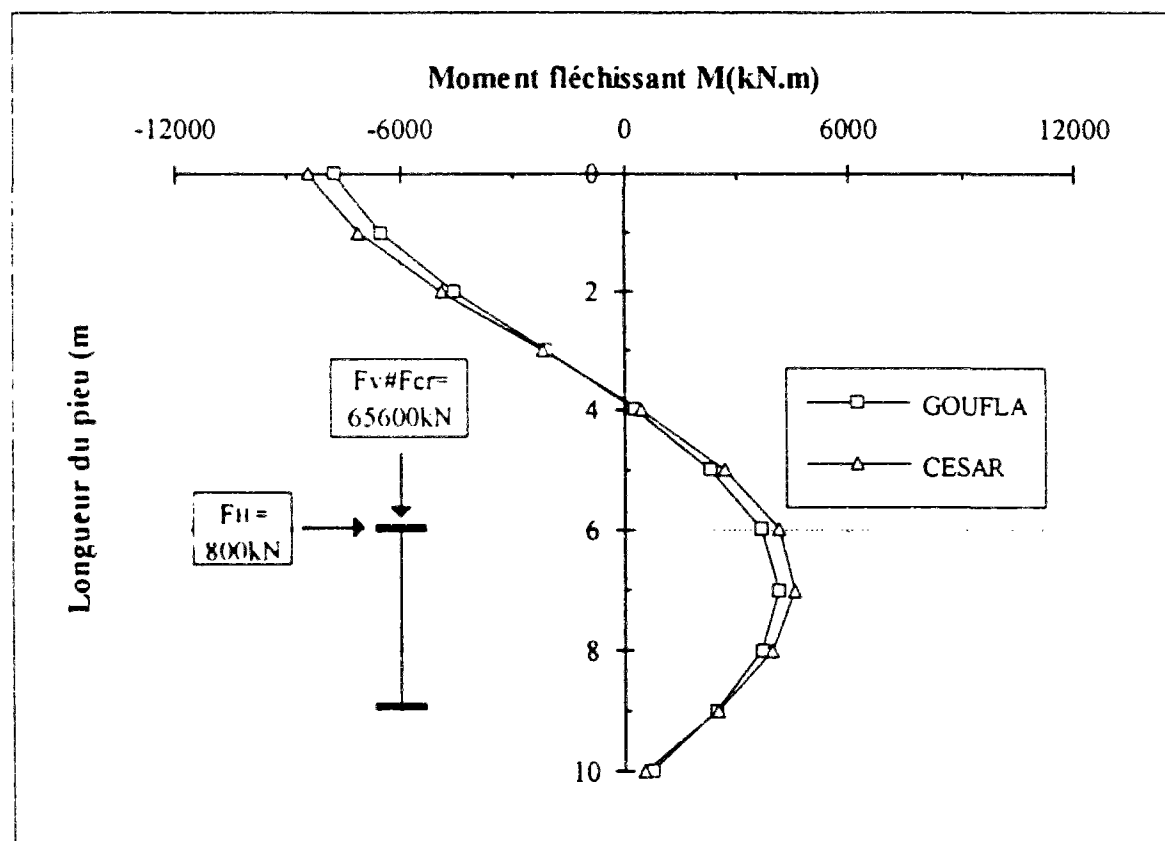 Moment fléchissant M(kN.m)
-12000 -6000 0 6000 12000
0
2
4
6
8
10
Longueur du pieu (m
Fv#Fcr=
65600kN
FH =
800kN
GOUFLA
CESAR